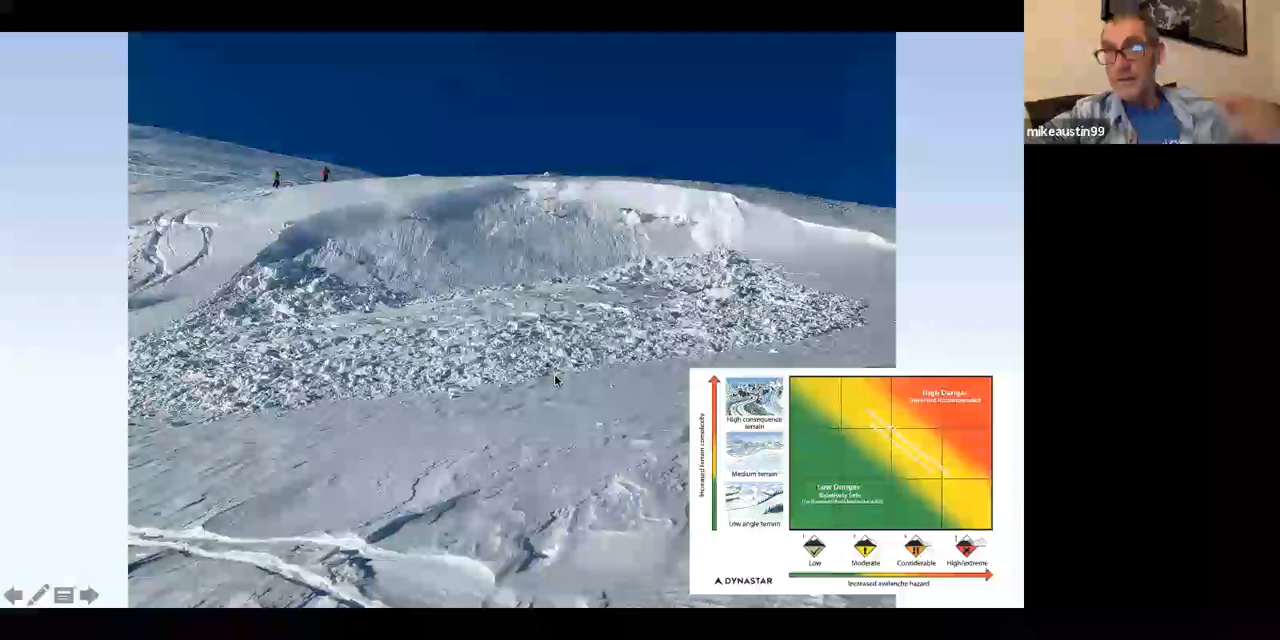 mikeaustin99
Increased terrain complexity
High consequence
terrain
Medium terrain
Low angle terrain
High Danger
Low Danger
Relatively Safe
Low
Moderate
Considerable
High/extreme
Increased avalanche hazard
DYNASTAR